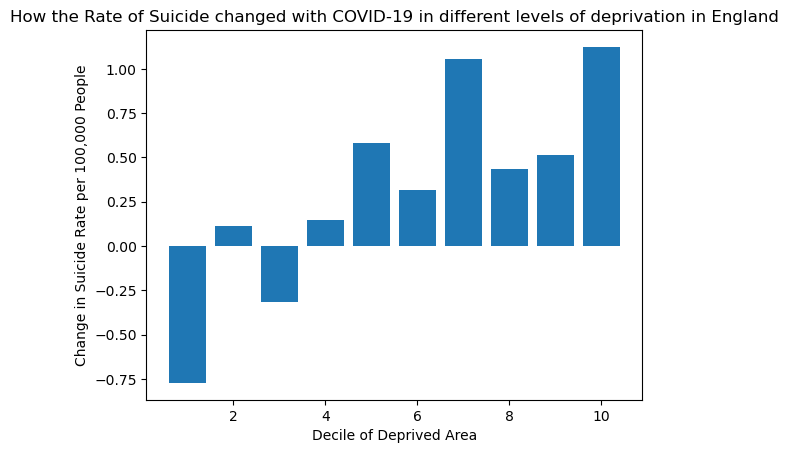 How the Rate of Suicide changed with COVID-19 in different levels of deprivation in England
Change in Suicide Rate per 100,000 People
1.00
0.75
0.50
0.25
0.00
−0.25
−0.50
−0.75
2 4 6 8 10
Decile of Deprived Area